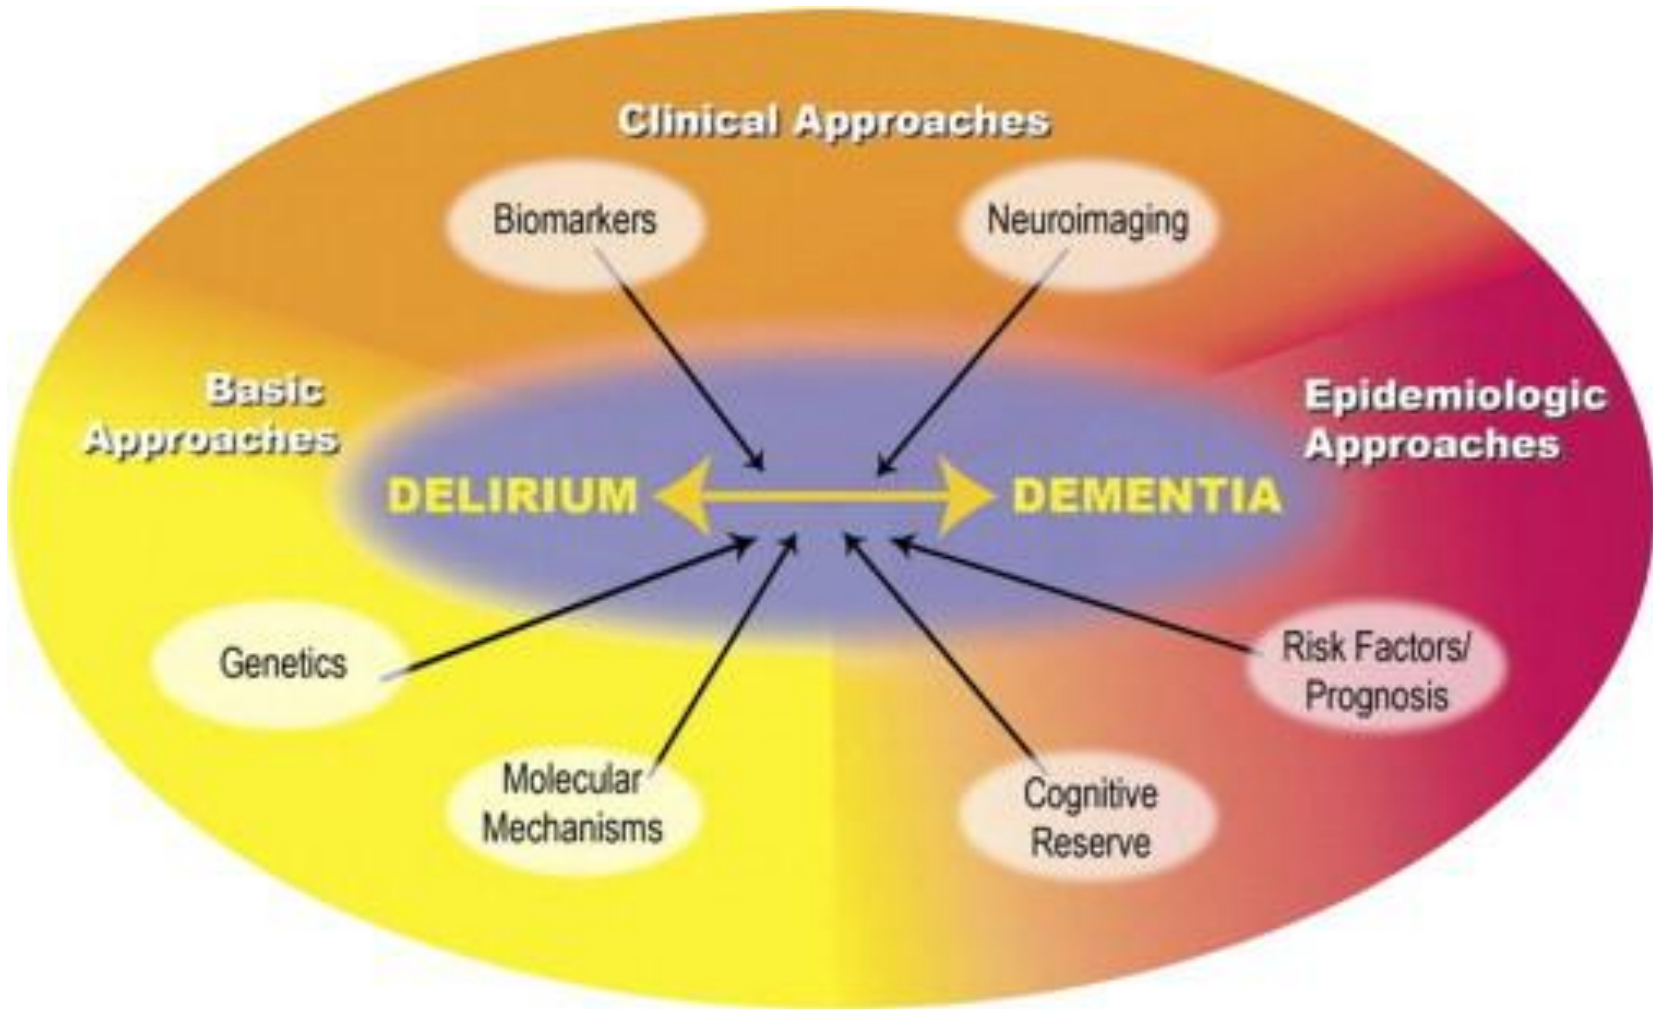 Clinical Approaches
Biomarkers
Neuroimaging
Basic
Approaches
Epidemiologic
Approaches
DELIRIUM
DEMENTIA
Genetics
Risk Factors/
Prognosis
Molecular
Mechanisms
Cognitive
Reserve